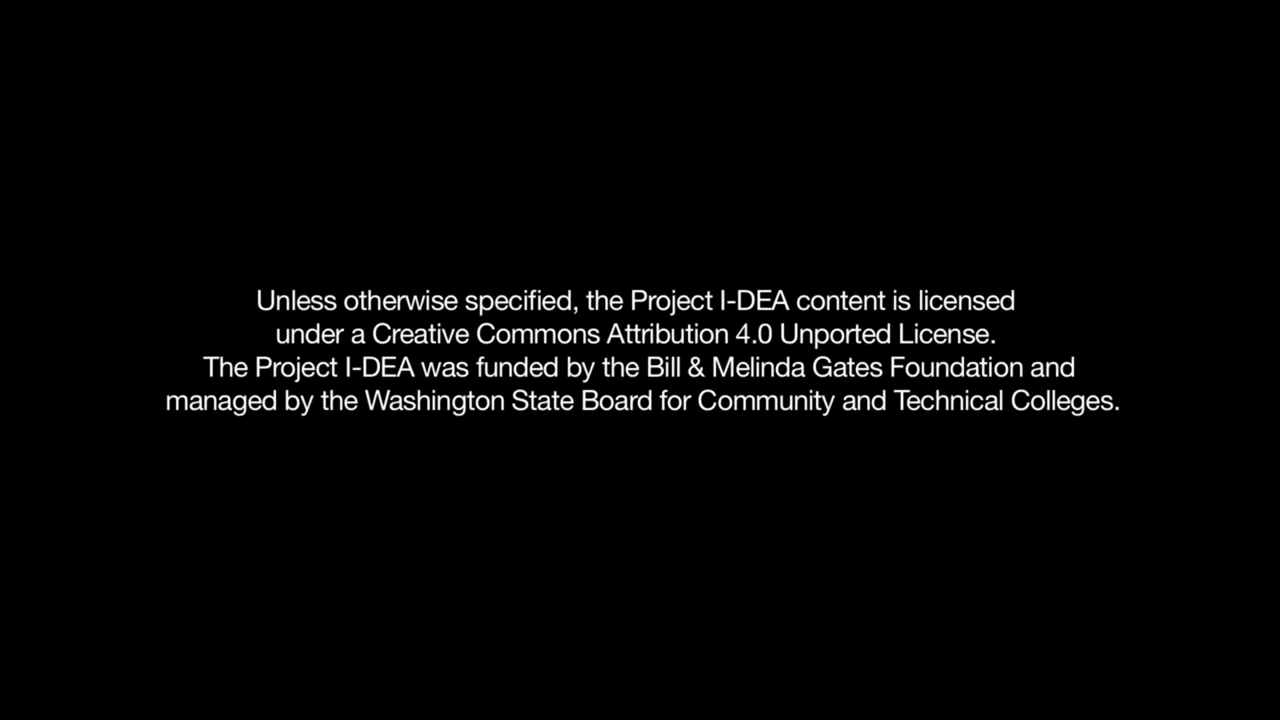 Unless otherwise specified, the Project I-DEA content is licensed
under a Creative Commons Attribution 4.0 Unported License.
The Project I-DEA was funded by the Bill & Melinda Gates Foundation and
managed by the Washington State Board for Community and Technical Colleges.